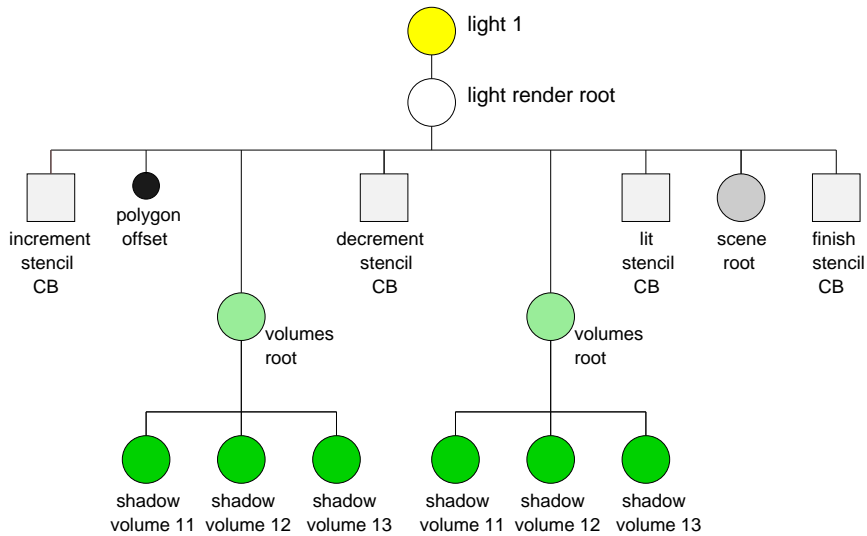 light 1
light render root
increment
stencil
CB
polygon
offset
decrement
stencil
CB
lit
stencil
CB
scene
root
finish
stencil
CB
volumes
root
volumes
root
shadow
volume 11
shadow
volume 12
shadow
volume 13
shadow
volume 11
shadow
volume 12
shadow
volume 13